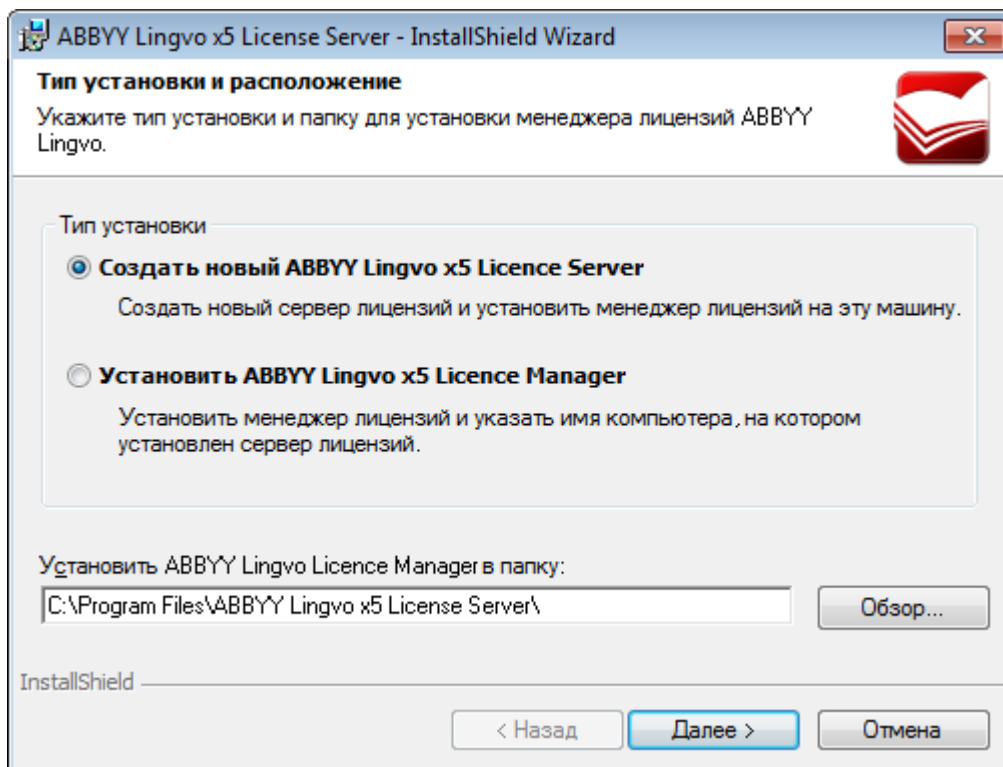 ABBYY Lingvo x5 License Server - InstallShield Wizard
Тип установки и расположение
Укажите тип установки и папку для установки менеджера лицензий ABBYY
Lingvo.
Тип установки
Создать новый ABBYY Lingvo x5 Licence Server
Создать новый сервер лицензий и установить менеджер лицензий на эту машину.
Установить ABBYY Lingvo x5 Licence Manager
Установить менеджер лицензий и указать имя компьютера, на котором
установлен сервер лицензий.
Установить ABBYY Lingvo Licence Manager в папку:
C:\Program Files\ABBYY Lingvo x5 License Server\
Обзор...
InstallShield
< Назад
Далее >
Отмена